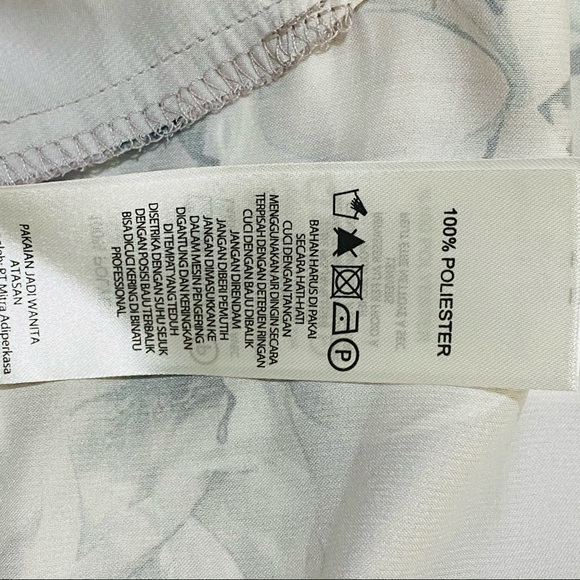 100% POLIESTER
P
BAHAN HARUS DI PAKAI
SECARA HATI-HATI
CUCI DENGAN TANGAN
MENGGUNAKAN AIR DINGIN SECARA
TERPISAH DENGAN DETERJEN RINGAN
CUCI DENGAN BAJU DIBALIK
JANGAN DIRENDAM
JANGAN DIBERI PEMUTIH
JANGAN DIMASUKKAN KE
DALAM MESIN PENGERING
DIGANTUNG DAN KERINGKAN
DI TEMPAT YANG TEDUH
DISETRIKA DENGAN SUHU SEJUK
DENGAN POSISI BAJU TERBALIK
BISA DICUCI KERING DI BINATU
PROFESSIONAL
PAKAIAN JADI WANITA
ATASAN
oleh: PT Mitra Adiperkasa